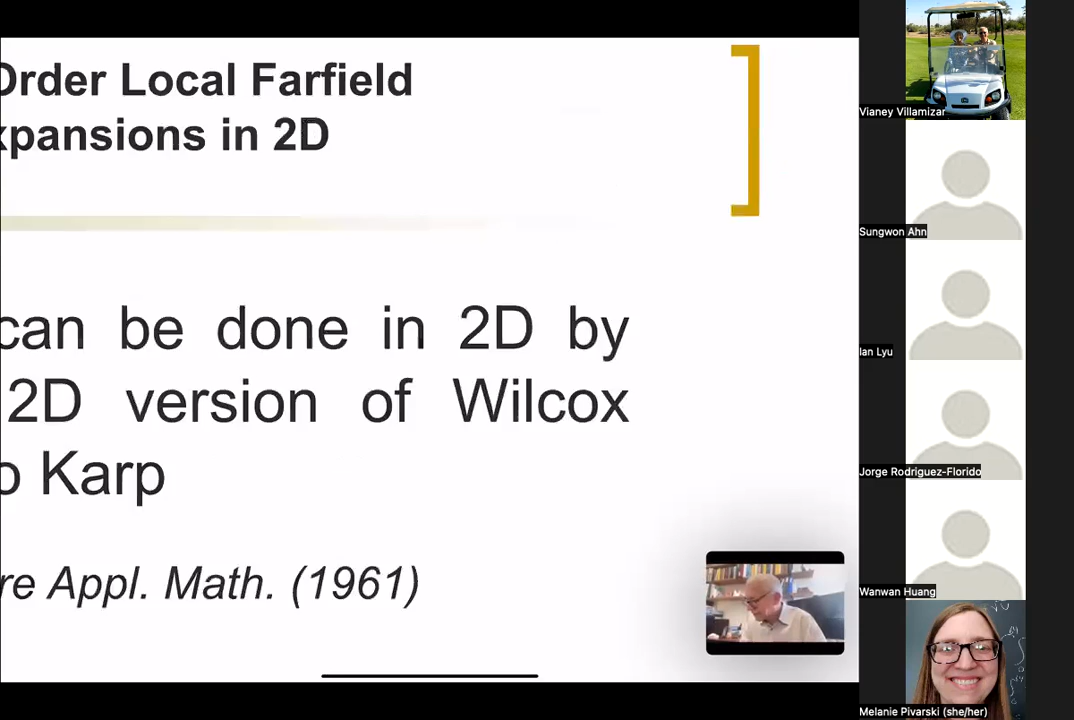 Order Local Farfield
xpansions in 2D
can be done in 2D by
2D version of Wilcox
o Karp
re Appl. Math. (1961)
Vianey Villamizar
Sungwon Ahn
Ian Lyu
Jorge Rodriguez-Florido
Wanwan Huang
Melanie Pivarski (she/her)